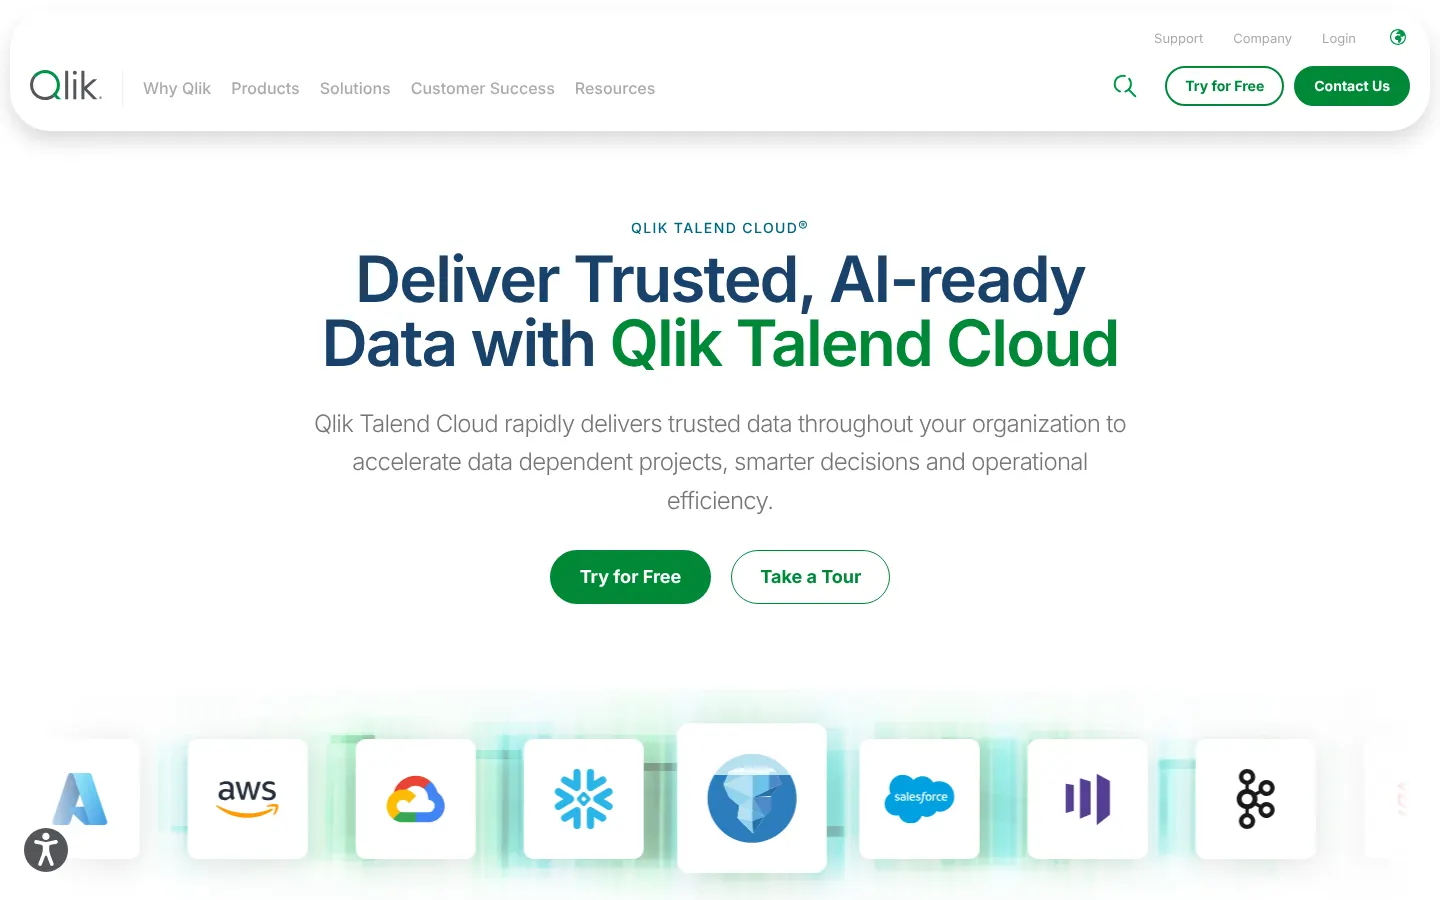 Support Company Login
Qlik
Why Qlik Products Solutions Customer Success Resources
Try for Free Contact Us
QLIK TALEND CLOUD®
Deliver Trusted, AI-ready
Data with Qlik Talend Cloud
Qlik Talend Cloud rapidly delivers trusted data throughout your organization to
accelerate data dependent projects, smarter decisions and operational
efficiency.
Try for Free Take a Tour
aws
salesforce